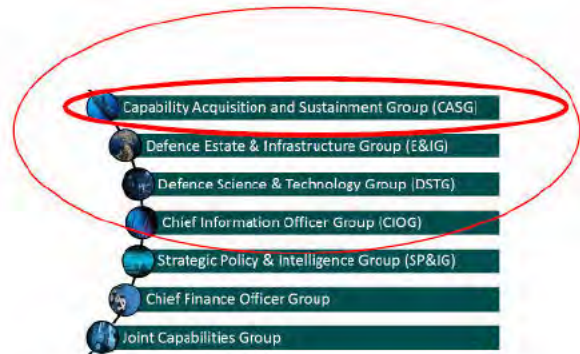 Capability Acquisition and Sustainment Group (CASG)
Defence Estate & Infrastructure Group (E&IG)
Defence Science & Technology Group (DSTG)
Chief Information Officer Group (CIOG)
Strategic Policy & Intelligence Group (SP&IG)
Chief Finance Officer Group
Joint Capabilities Group